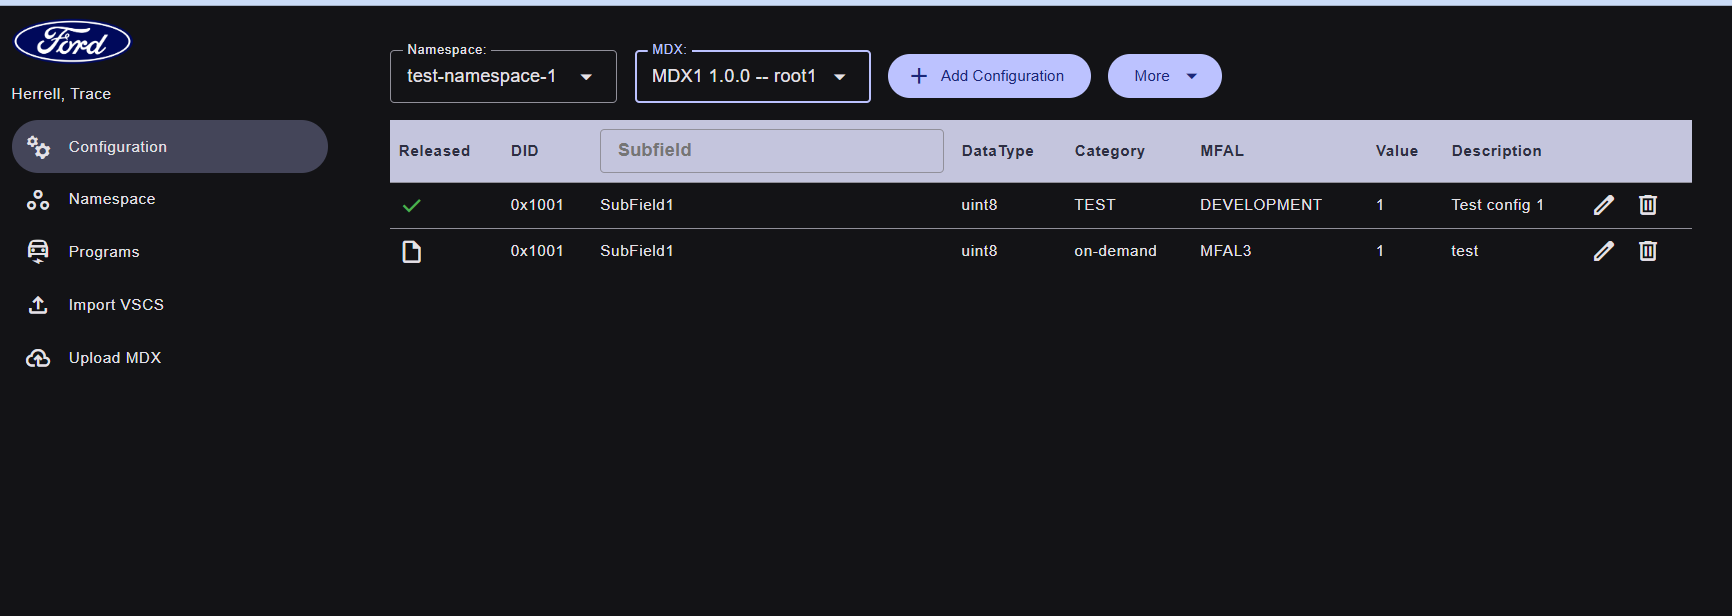 Ford
Herrell, Trace
Configuration
Namespace
Programs
Import VSCS
Upload MDX
Namespace:
test-namespace-1
MDX:
MDX1 1.0.0 -- root1
Add Configuration
More
Released DID Subfield DataType Category MFAL Value Description
0x1001 SubField1 uint8 TEST DEVELOPMENT 1 Test config 1
0x1001 SubField1 uint8 on-demand MFAL3 1 test